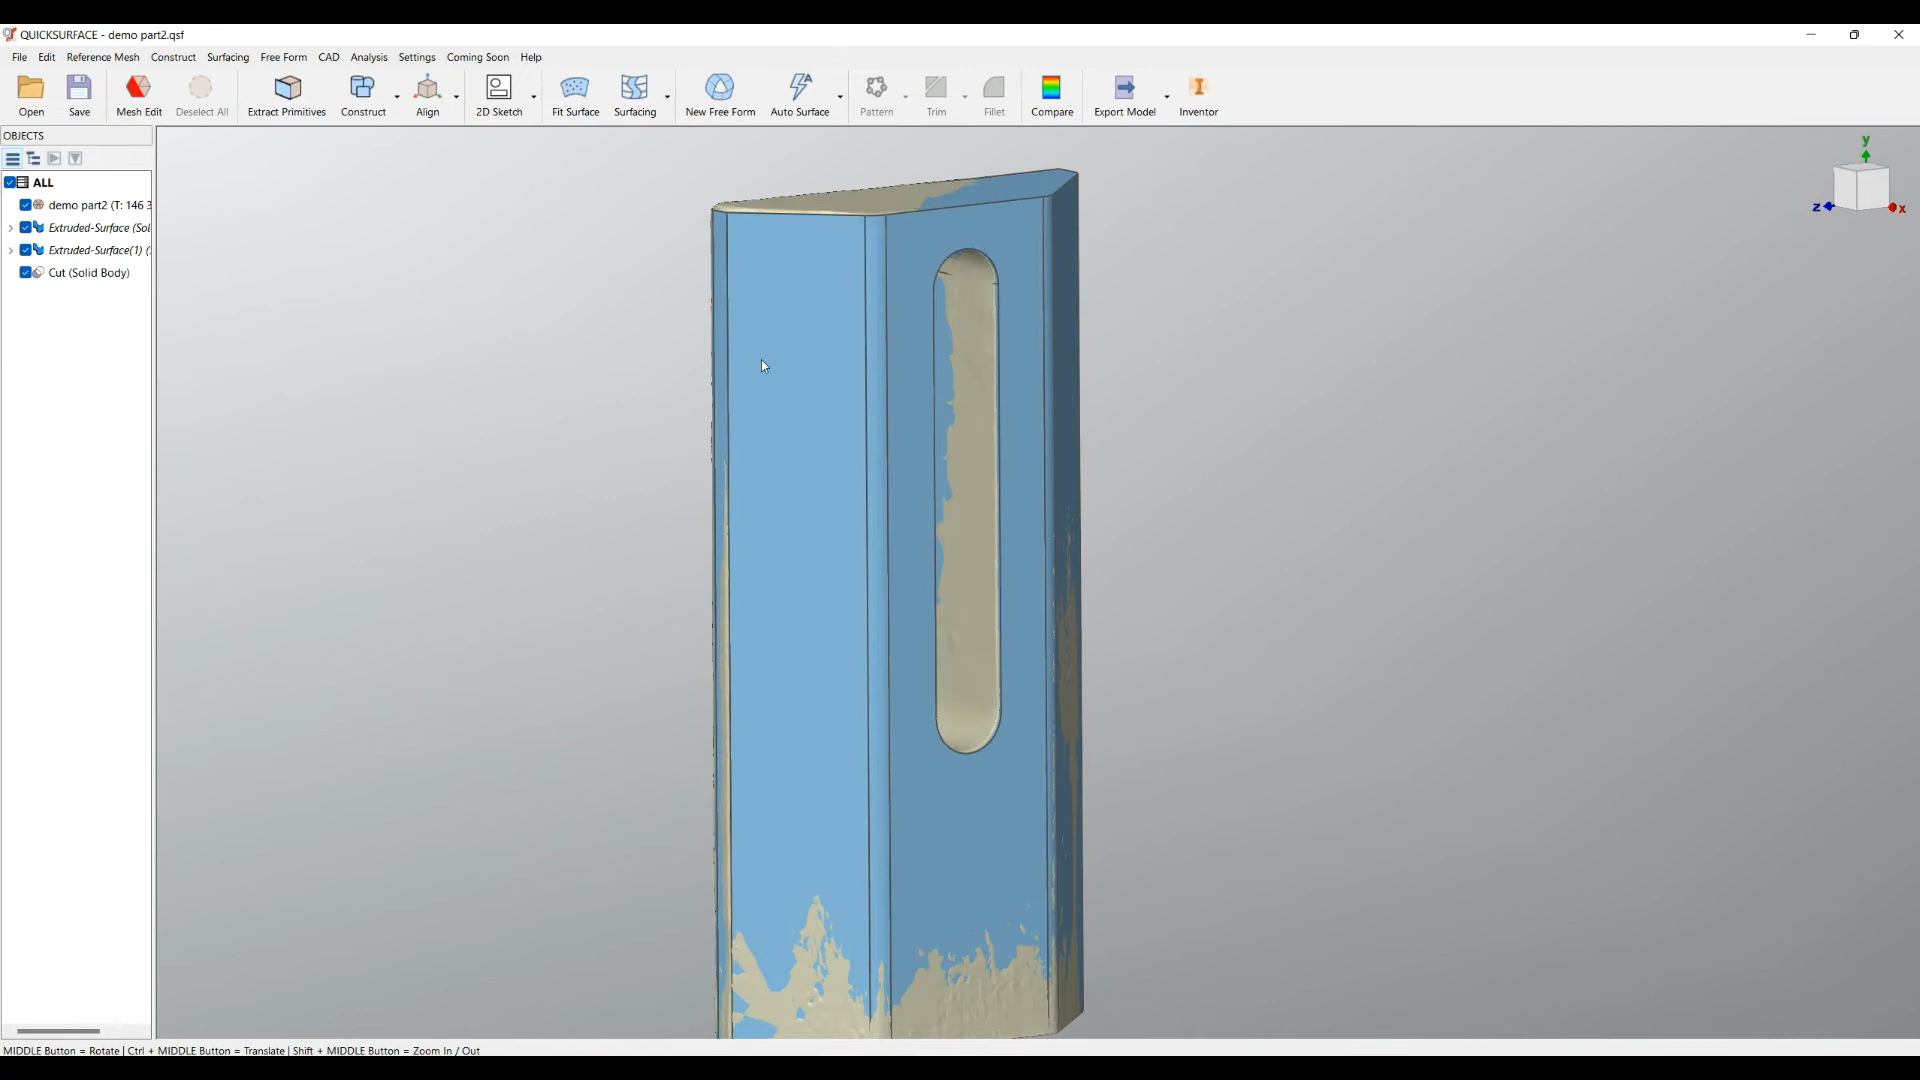 QUICKSURFACE - demo part2.qsf
File Edit Reference Mesh Construct Surfacing Free Form CAD Analysis Settings Coming Soon Help
Open Save Mesh Edit Deselect All Extract Primitives Construct Align 2D Sketch Fit Surface Surfacing New Free Form Auto Surface Pattern Trim Fillet Compare Export Model Inventor
OBJECTS
ALL
demo part2 (T: 146 3
Extruded-Surface (Sol
Extruded-Surface(1) (
Cut (Solid Body)
y
z x
MIDDLE Button = Rotate | Ctrl + MIDDLE Button = Translate | Shift + MIDDLE Button = Zoom In / Out